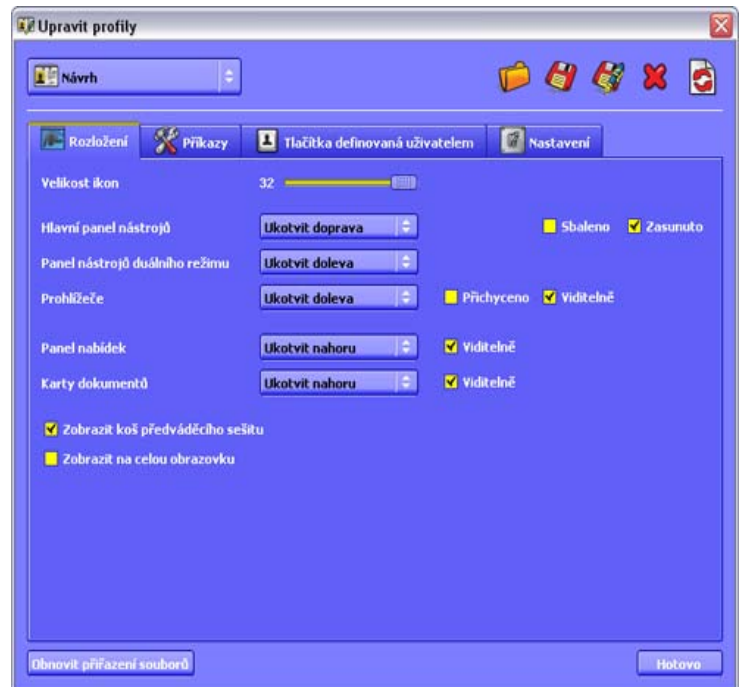 Upravit profily
Návrh
Rozložení Příkazy Tlačítka definovaná uživatelem Nastavení
Velikost ikon 32
Hlavní panel nástrojů Ukotvit doprava Sbaleno Zasunuto
Panel nástrojů duálního režimu Ukotvit doleva
Prohlížeče Ukotvit doleva Přichyceno Viditelně
Panel nabídek Ukotvit nahoru Viditelně
Karty dokumentů Ukotvit nahoru Viditelně
Zobrazit koš předváděcího sešitu
Zobrazit na celou obrazovku
Obnovit přiřazení souborů Hotovo